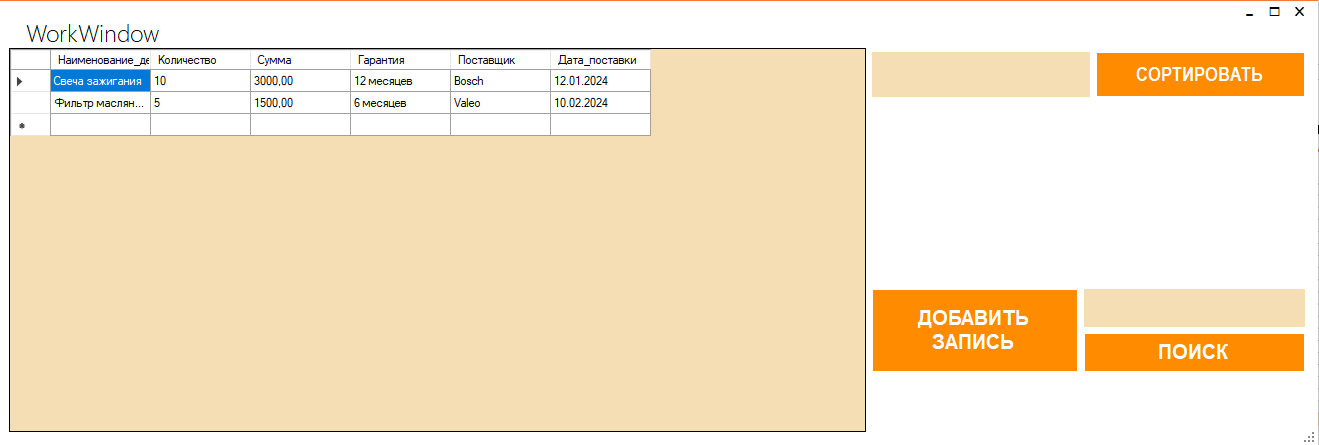 WorkWindow
Наименование_де Количество Сумма Гарантия Поставщик Дата_поставки
Свеча зажигания 10 3000,00 12 месяцев Bosch 12.01.2024
Фильтр маслян... 5 1500,00 6 месяцев Valeo 10.02.2024
СОРТИРОВАТЬ
ДОБАВИТЬ
ЗАПИСЬ
ПОИСК